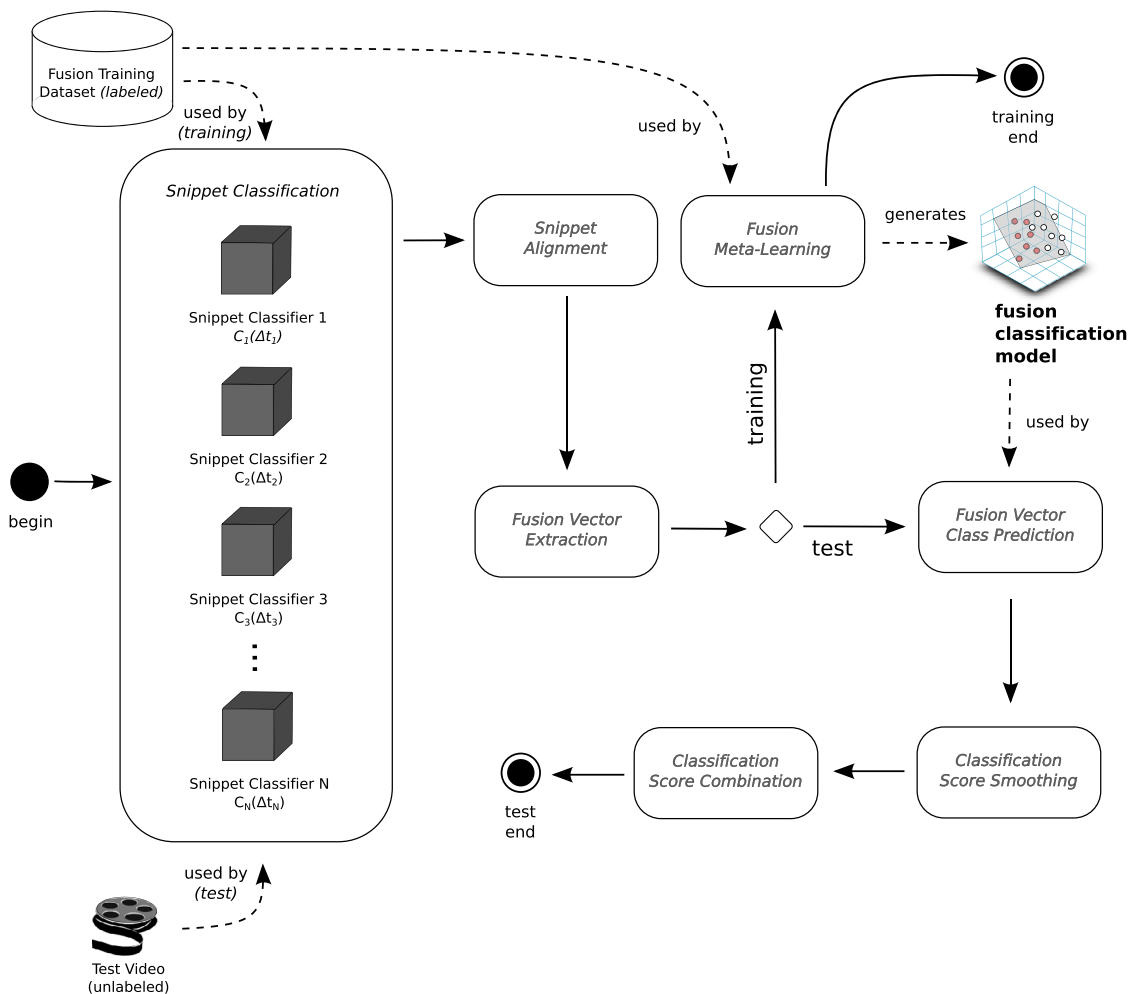 Fusion Training
Dataset (labeled)
used by
(training)
used by
training
end
Snippet Classification
Snippet Classifier 1
C₁(Δt₁)
Snippet Classifier 2
C₂(Δt₂)
Snippet Classifier 3
C₃(Δt₃)
Snippet Classifier N
C_N(Δt_N)
begin
Snippet
Alignment
Fusion
Meta-Learning
generates
fusion
classification
model
used by
training
Fusion Vector
Extraction
test
Fusion Vector
Class Prediction
Classification
Score Smoothing
Classification
Score Combination
test
end
used by
(test)
Test Video
(unlabeled)